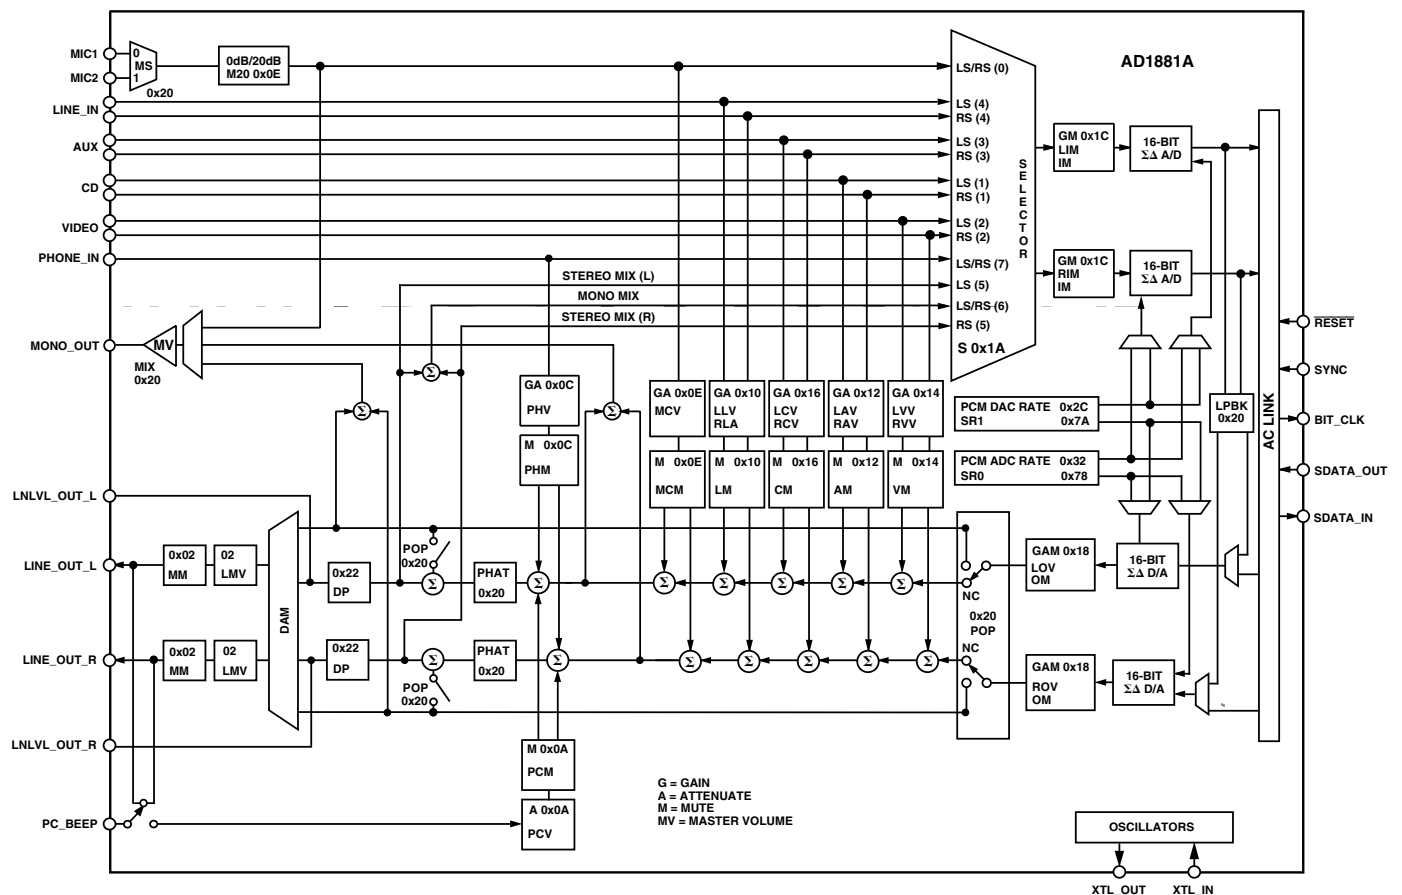 AD1881A
MIC1
MIC2
0
MS
1
0x20
0dB/20dB
M20 0x0E
LINE_IN
AUX
CD
VIDEO
PHONE_IN
STEREO MIX (L)
MONO MIX
STEREO MIX (R)
LS/RS (0)
LS (4)
RS (4)
LS (3)
RS (3)
LS (1)
RS (1)
LS (2)
RS (2)
LS/RS (7)
LS (5)
LS/RS (6)
RS (5)
SELECTOR
S 0x1A
GM 0x1C
LIM
IM
16-BIT
ΣΔ A/D
GM 0x1C
RIM
IM
16-BIT
ΣΔ A/D
MONO_OUT
MV
MIX
0x20
Σ
Σ
Σ
GA 0x0C
PHV
M 0x0C
PHM
GA 0x0E
MCV
GA 0x10
LLV
RLA
GA 0x16
LCV
RCV
GA 0x12
LAV
RAV
GA 0x14
LVV
RVV
M 0x0E
MCM
M 0x10
LM
M 0x16
CM
M 0x12
AM
M 0x14
VM
PCM DAC RATE 0x2C
SR1 0x7A
PCM ADC RATE 0x32
SR0 0x78
LPBK
0x20
AC LINK
RESET
SYNC
BIT_CLK
SDATA_OUT
SDATA_IN
LNLVL_OUT_L
LINE_OUT_L
0x02
MM
02
LMV
DAM
0x22
DP
POP
0x20
Σ
PHAT
0x20
Σ
Σ
Σ
Σ
Σ
Σ
NC
0x20
POP
NC
GAM 0x18
LOV
OM
16-BIT
ΣΔ D/A
LINE_OUT_R
0x02
MM
02
LMV
0x22
DP
Σ
POP
0x20
PHAT
0x20
Σ
Σ
Σ
Σ
Σ
Σ
GAM 0x18
ROV
OM
16-BIT
ΣΔ D/A
LNLVL_OUT_R
PC_BEEP
M 0x0A
PCM
A 0x0A
PCV
G = GAIN
A = ATTENUATE
M = MUTE
MV = MASTER VOLUME
OSCILLATORS
XTL_OUT
XTL_IN